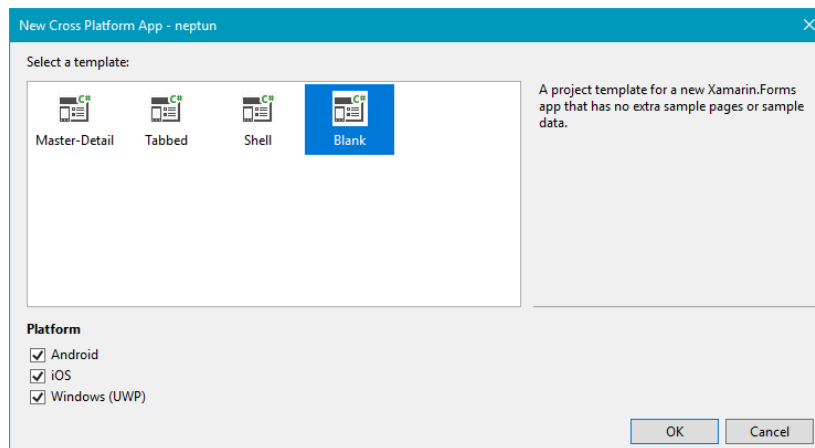 New Cross Platform App - neptun
Select a template:
C# C# C# C#
Master-Detail Tabbed Shell Blank
A project template for a new Xamarin.Forms
app that has no extra sample pages or sample
data.
Platform
Android
iOS
Windows (UWP)
OK Cancel